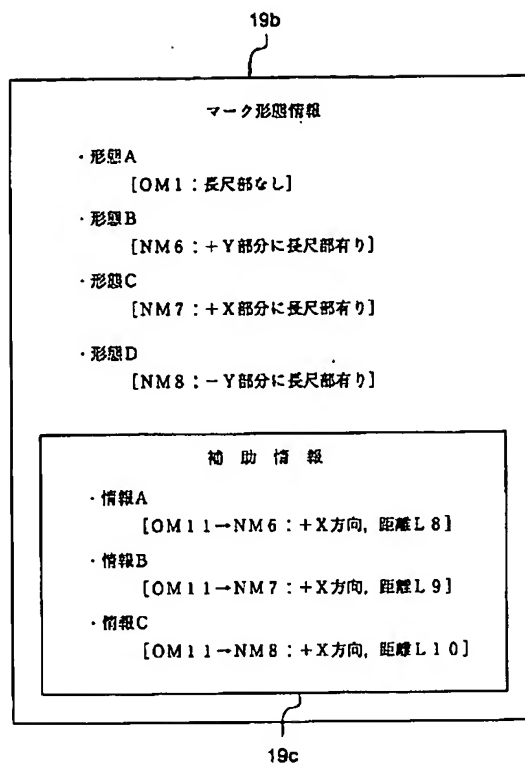 19b
マーク形態情報
・形態A
[OM1:長尺部なし]
・形態B
[NM6:+Y部分に長尺部有り]
・形態C
[NM7:+X部分に長尺部有り]
・形態D
[NM8:-Y部分に長尺部有り]
補助情報
・情報A
[OM11→NM6:+X方向,距離L8]
・情報B
[OM11→NM7:+X方向,距離L9]
・情報C
[OM11→NM8:+X方向,距離L10]
19c